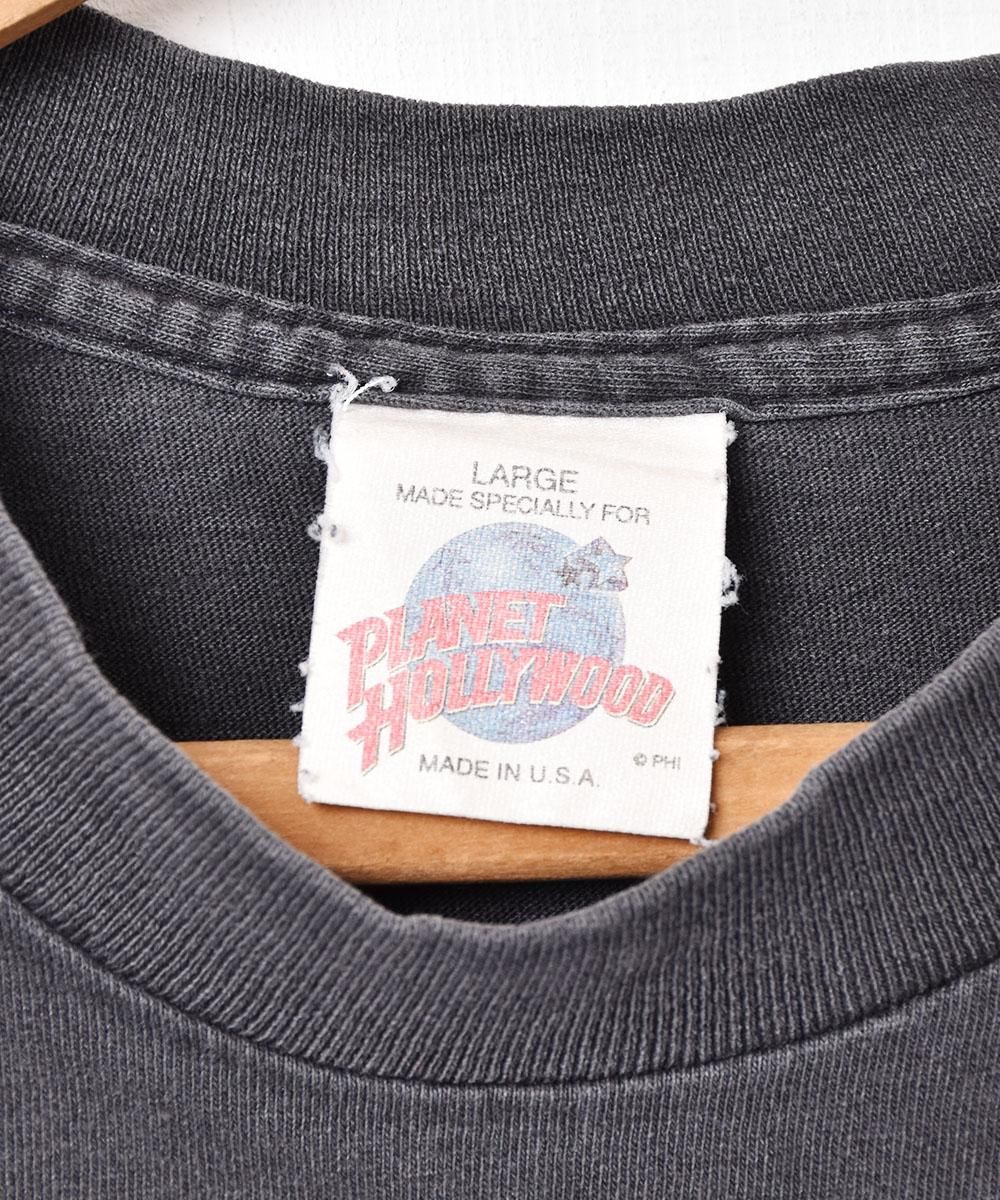 LARGE
MADE SPECIALLY FOR
PLANET
HOLLYWOOD
MADE IN U.S.A.
© PHI